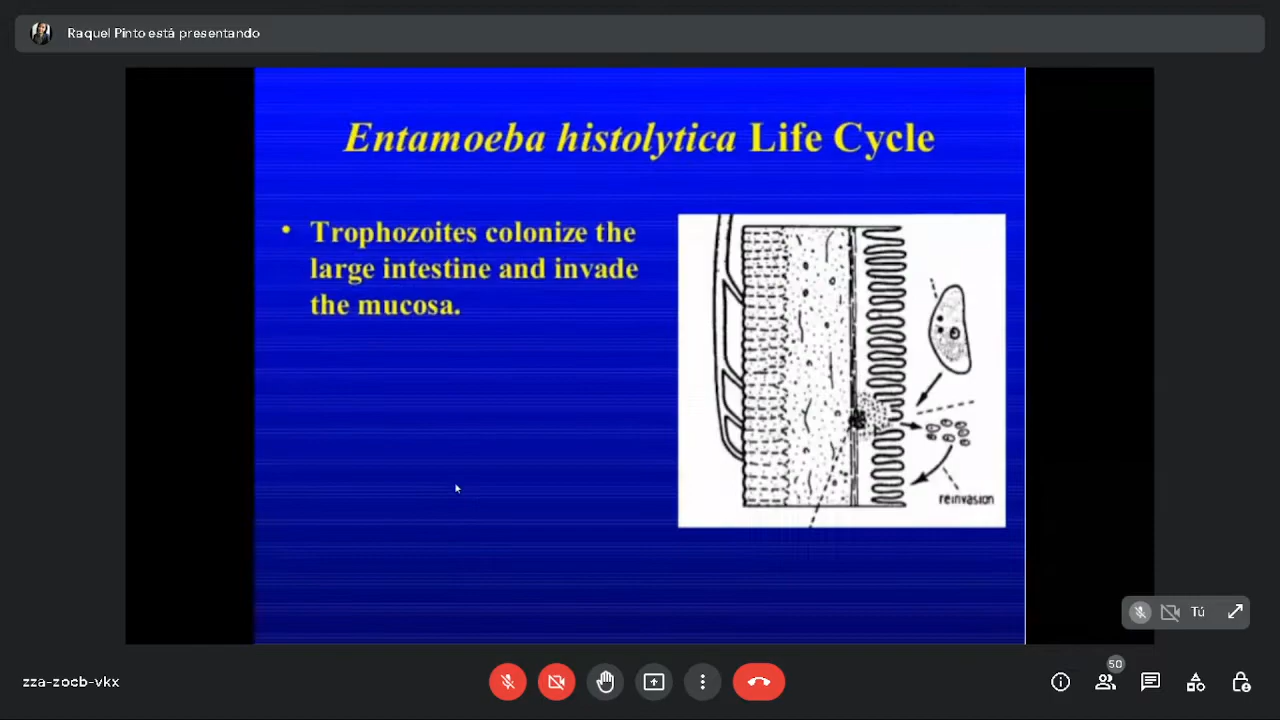 Raquel Pinto está presentando
Entamoeba histolytica Life Cycle
• Trophozoites colonize the
large intestine and invade
the mucosa.
reinvasion
Tú
zza-zocb-vkx
50